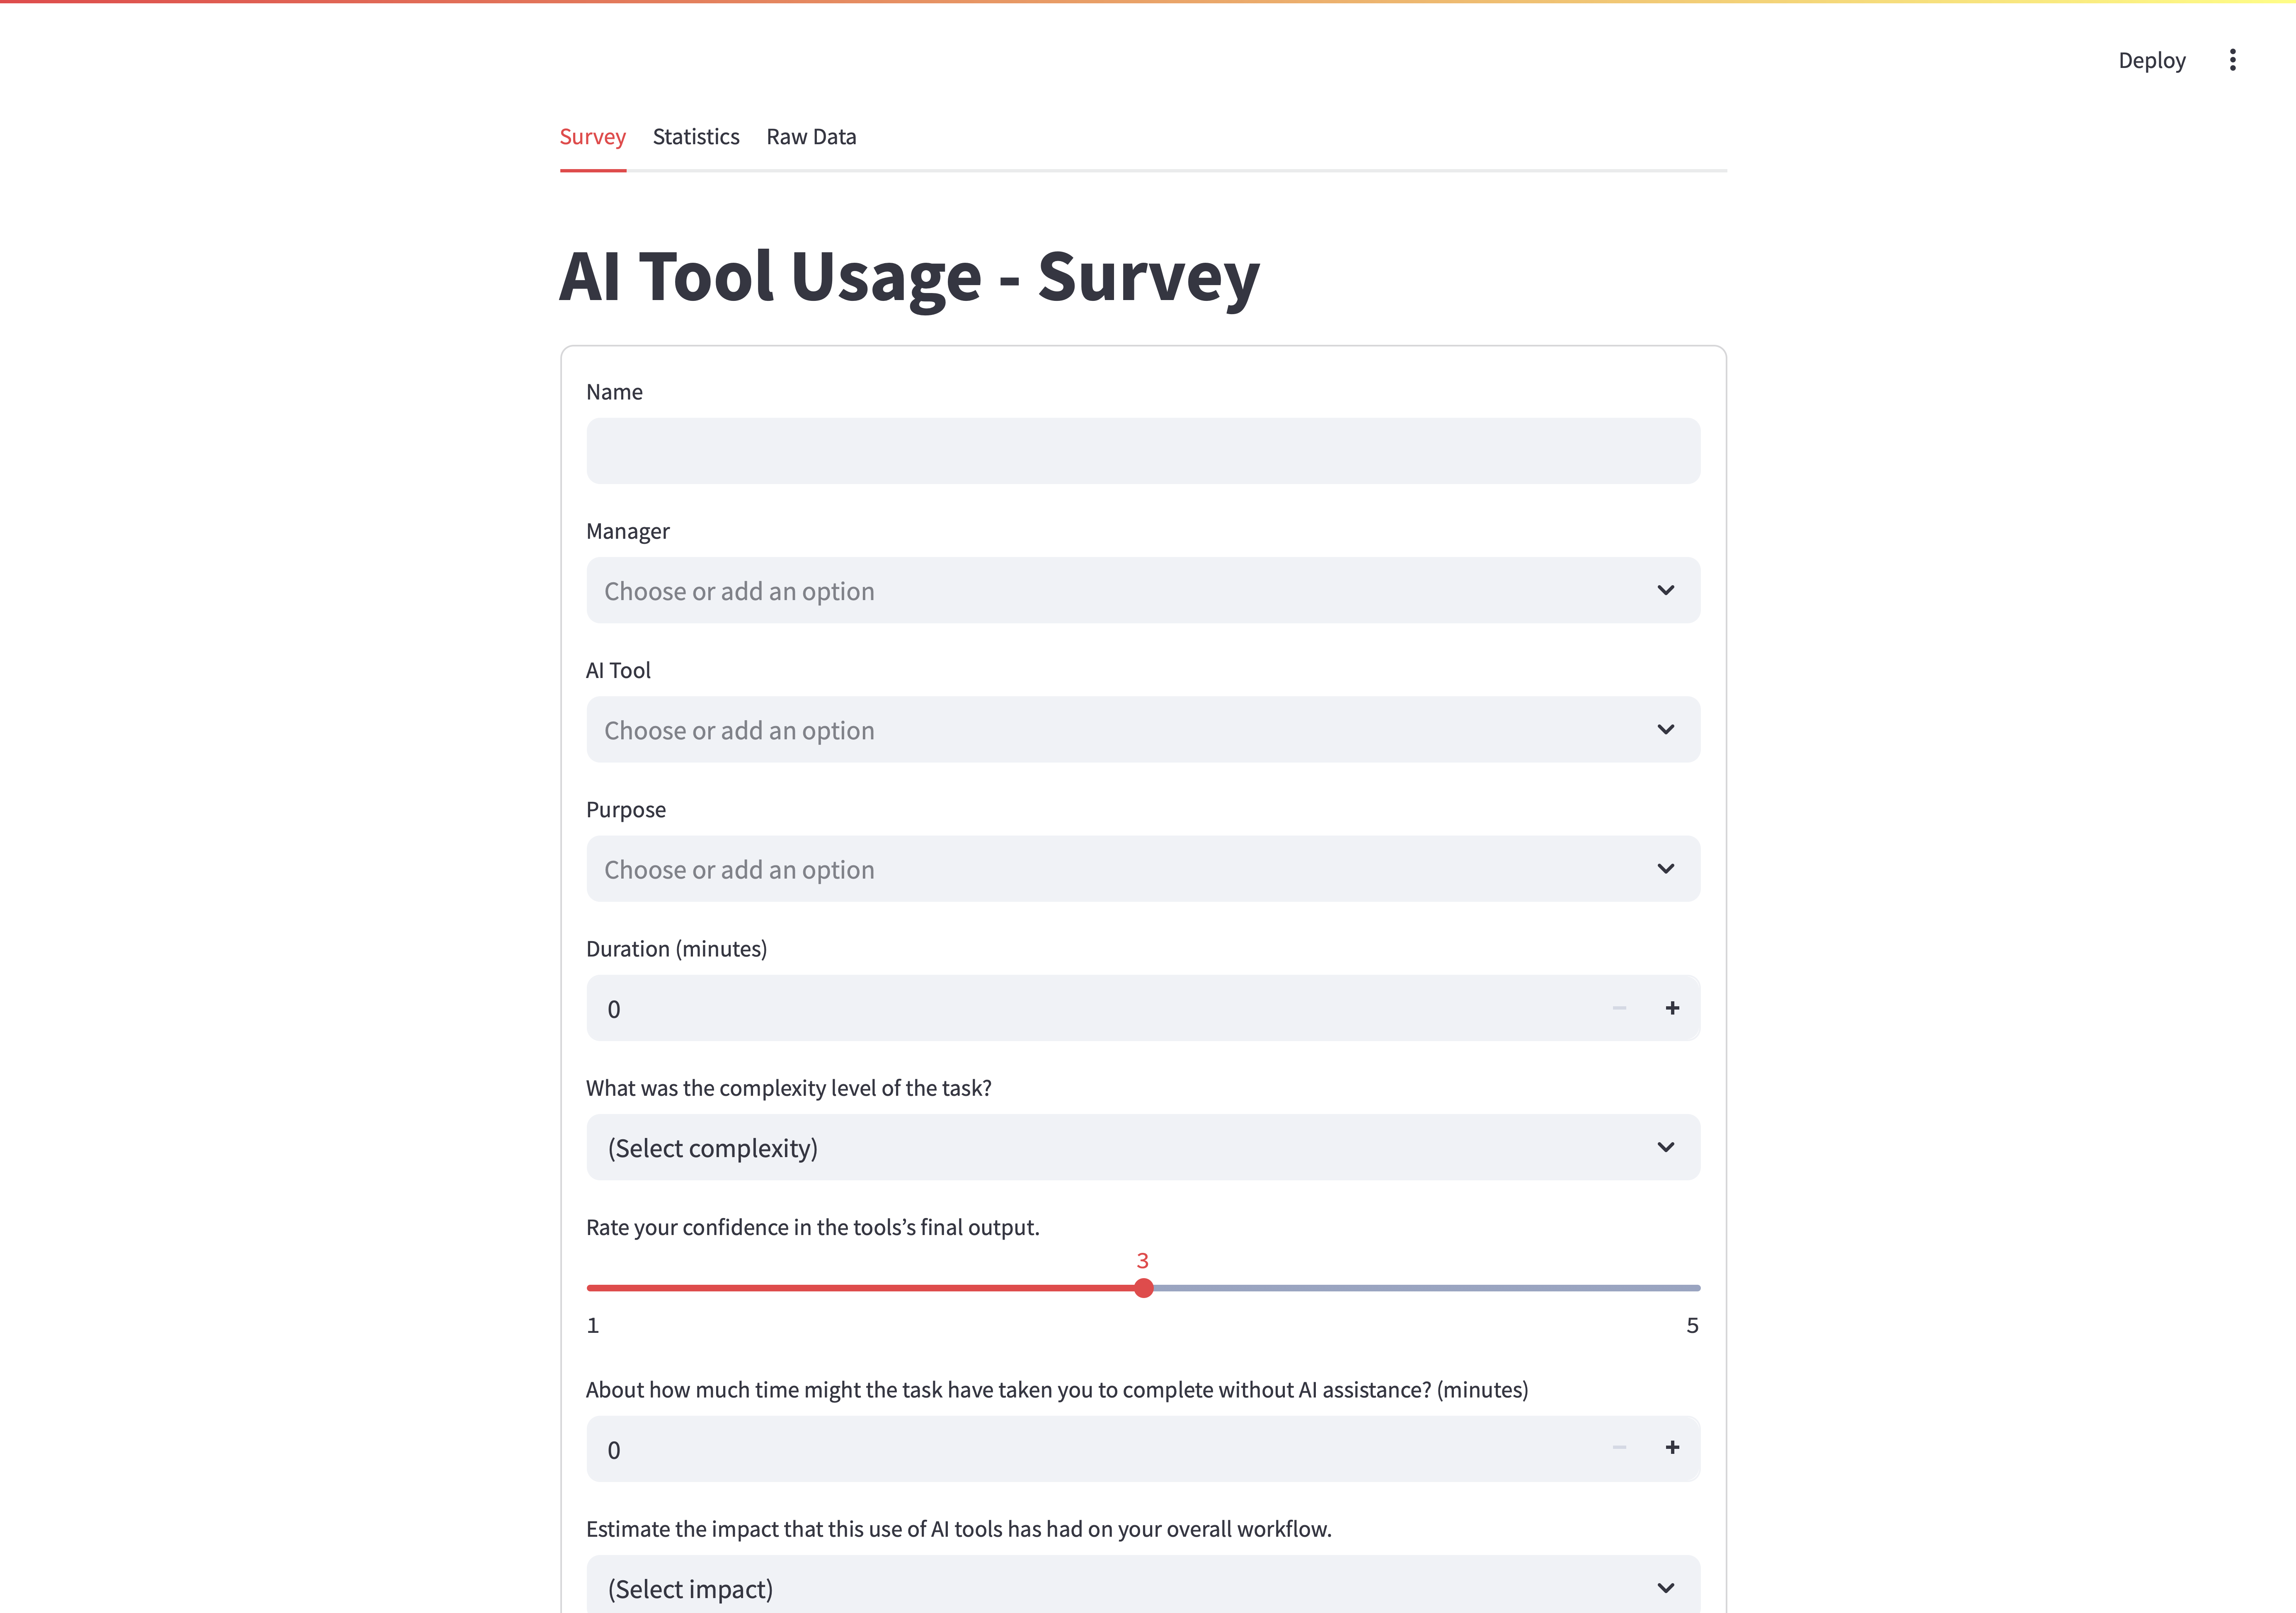 Deploy
Survey Statistics Raw Data
AI Tool Usage - Survey
Name
Manager
Choose or add an option
AI Tool
Choose or add an option
Purpose
Choose or add an option
Duration (minutes)
0
What was the complexity level of the task?
(Select complexity)
Rate your confidence in the tools’s final output.
3
1 5
About how much time might the task have taken you to complete without AI assistance? (minutes)
0
Estimate the impact that this use of AI tools has had on your overall workflow.
(Select impact)